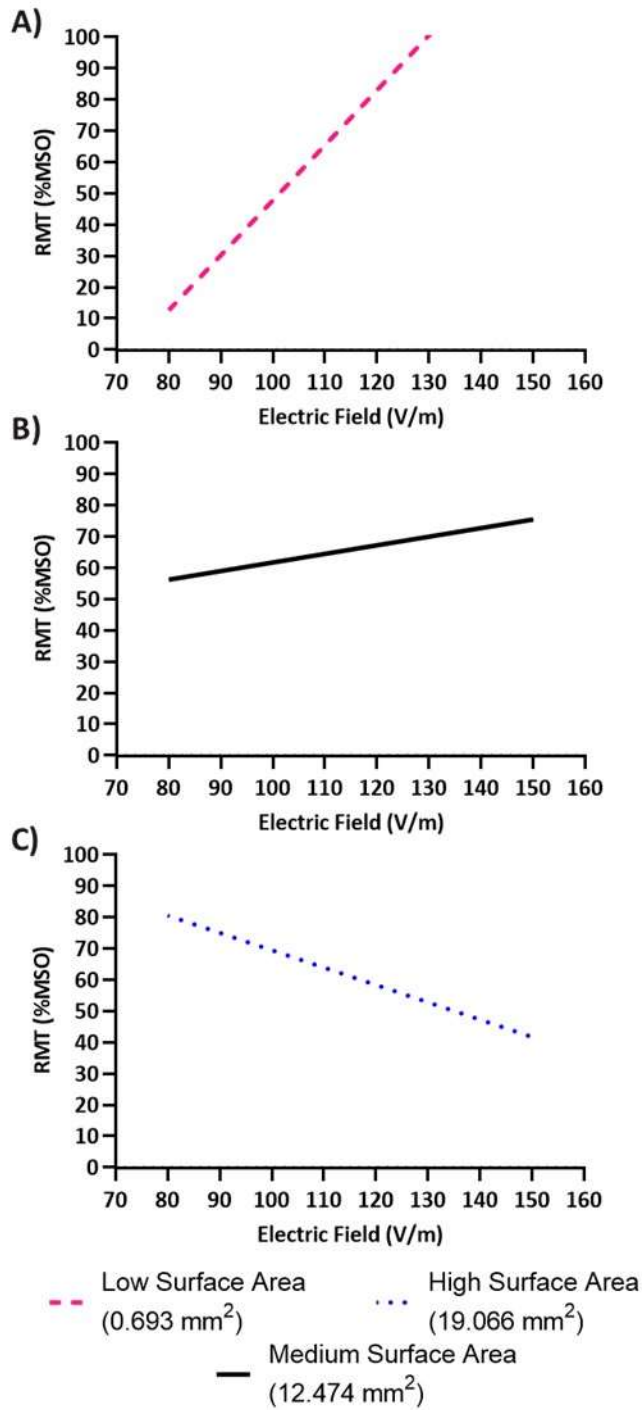 A)
100
90
80
70
60
50
40
30
20
10
0
RMT (%MSO)
70 80 90 100 110 120 130 140 150 160
Electric Field (V/m)
B)
100
90
80
70
60
50
40
30
20
10
0
RMT (%MSO)
70 80 90 100 110 120 130 140 150 160
Electric Field (V/m)
C)
100
90
80
70
60
50
40
30
20
10
0
RMT (%MSO)
70 80 90 100 110 120 130 140 150 160
Electric Field (V/m)
Low Surface Area
(0.693 mm²)
High Surface Area
(19.066 mm²)
Medium Surface Area
(12.474 mm²)